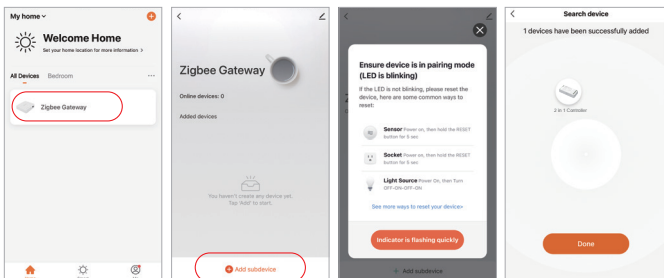 My home
Welcome Home
Set your home location for more information >
All Devices Bedroom ...
Zigbee Gateway
Zigbee Gateway
Online devices: 0
Added devices
You haven't create any device yet.
Tap 'Add' to start.
Add subdevice
Ensure device is in pairing mode
(LED is blinking)
If the LED is not blinking, please reset the
device, here are some common ways to
reset:
Sensor Power on, then hold the RESET
button for 5 sec
Socket Power on, then hold the RESET
button for 5 sec
Light Source Power On, then Turn
OFF-ON-OFF-ON
See more ways to reset your device>
Indicator is flashing quickly
+ Add subdevice
Search device
1 devices have been successfully added
2 in 1 Controller
Done